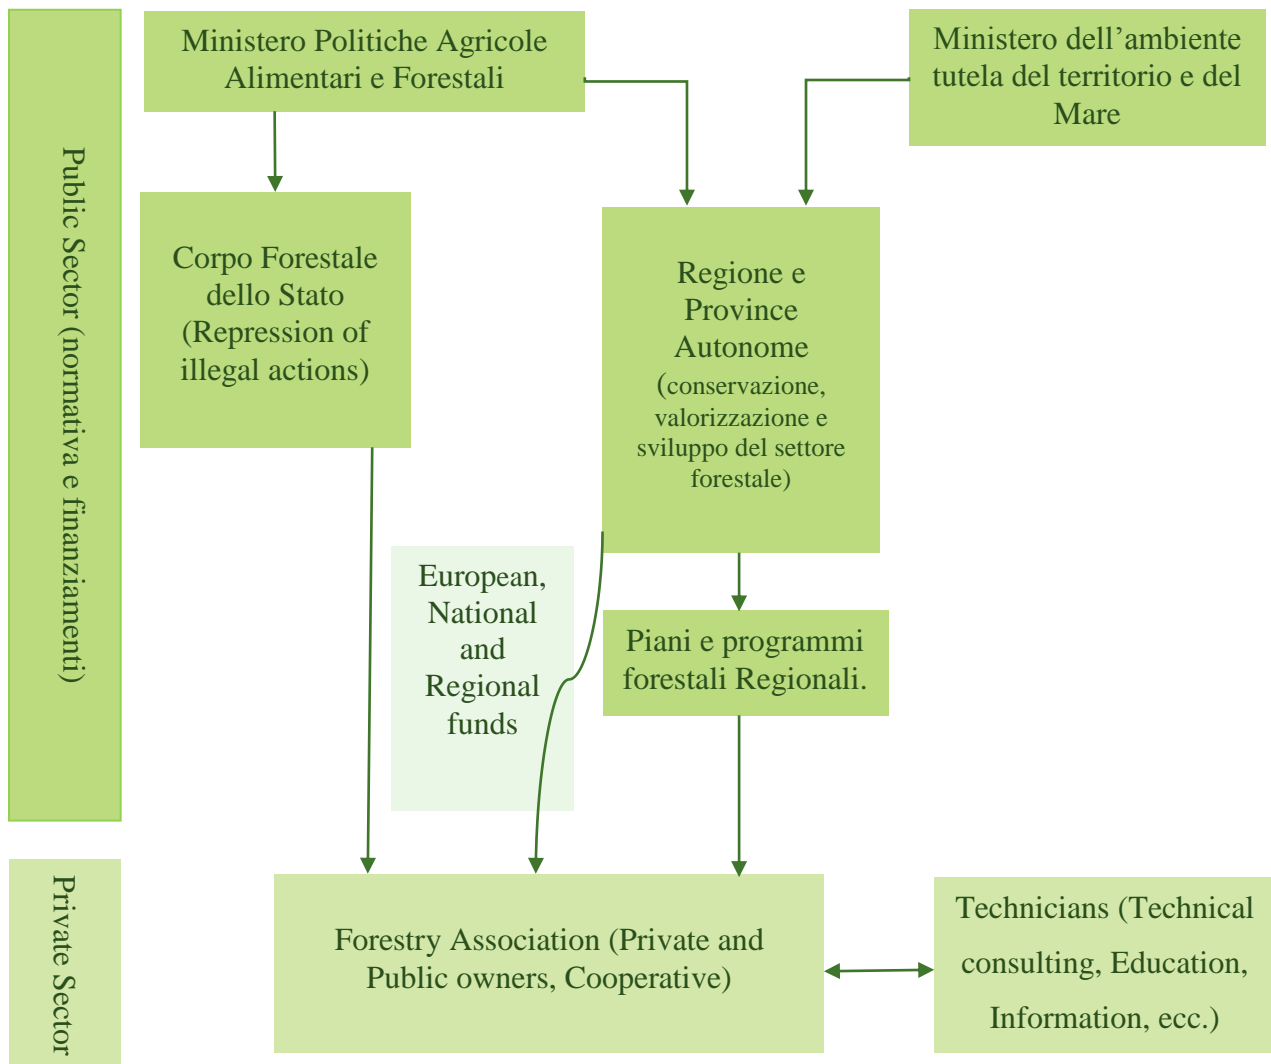 Public Sector (normativa e finanziamenti)
Ministero Politiche Agricole
Alimentari e Forestali
Ministero dell’ambiente
tutela del territorio e del
Mare
Corpo Forestale
dello Stato
(Repression of
illegal actions)
Regione e
Province
Autonome
(conservazione,
valorizzazione e
sviluppo del settore
forestale)
European,
National
and
Regional
funds
Piani e programmi
forestali Regionali.
Private Sector
Forestry Association (Private and
Public owners, Cooperative)
Technicians (Technical
consulting, Education,
Information, ecc.)